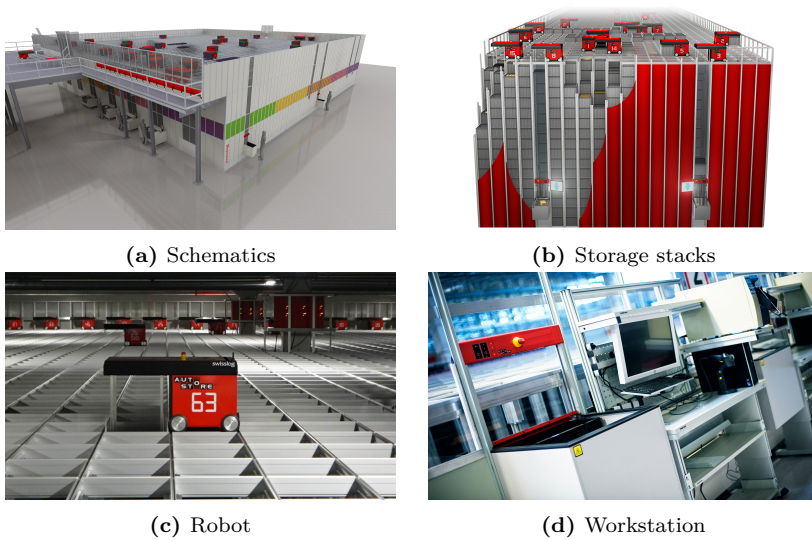 (a) Schematics
(b) Storage stacks
swisslog
AUTO
STORE
63
(c) Robot
(d) Workstation